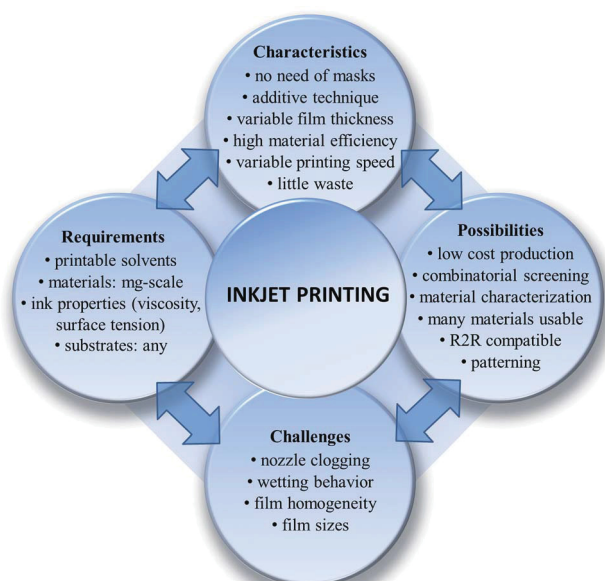 Characteristics
• no need of masks
• additive technique
• variable film thickness
• high material efficiency
• variable printing speed
• little waste
Requirements
• printable solvents
• materials: mg-scale
• ink properties (viscosity,
surface tension)
• substrates: any
INKJET PRINTING
Possibilities
• low cost production
• combinatorial screening
• material characterization
• many materials usable
• R2R compatible
• patterning
Challenges
• nozzle clogging
• wetting behavior
• film homogeneity
• film sizes